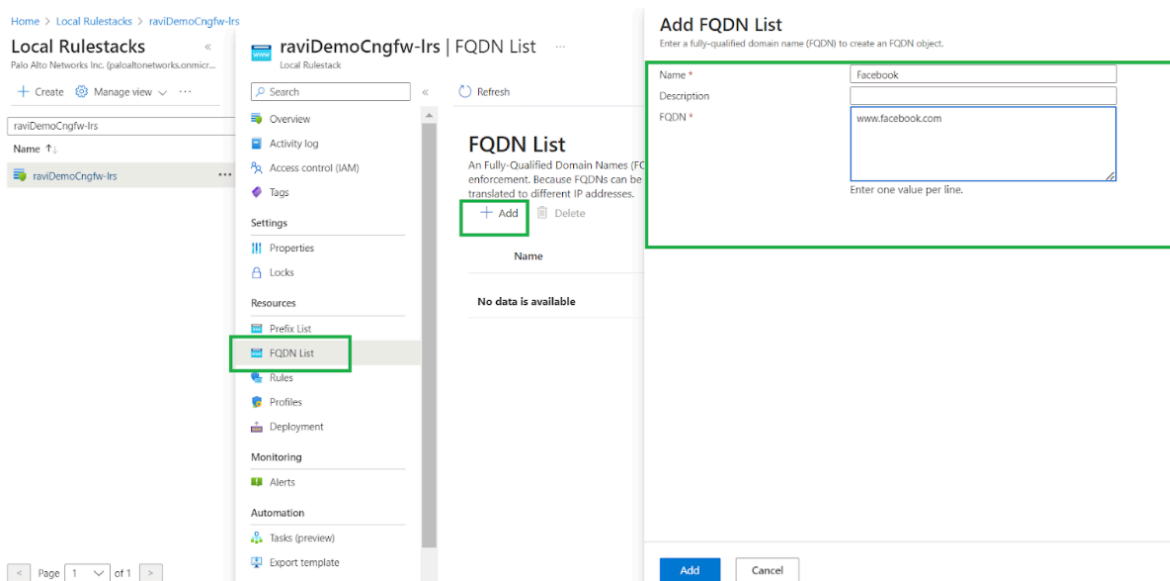 Home > Local Rulestacks > raviDemoCngfw-lrs
Local Rulestacks
«
Palo Alto Networks Inc. (paloaltonetworks.onmicr...
+ Create
Manage view
...
raviDemoCngfw-lrs
Name ↑↓
raviDemoCngfw-lrs
...
< Page 1 of 1 >
www
raviDemoCngfw-lrs | FQDN List
...
Local Rulestack
Search
«
Overview
Activity log
Access control (IAM)
Tags
Settings
Properties
Locks
Resources
Prefix List
FQDN List
Rules
Profiles
Deployment
Monitoring
Alerts
Automation
Tasks (preview)
Export template
Refresh
FQDN List
An Fully-Qualified Domain Names (FC
enforcement. Because FQDNs can be
translated to different IP addresses.
+ Add
Delete
Name
No data is available
Add FQDN List
Enter a fully-qualified domain name (FQDN) to create an FQDN object.
Name * Facebook
Description
FQDN * www.facebook.com
Enter one value per line.
Add
Cancel